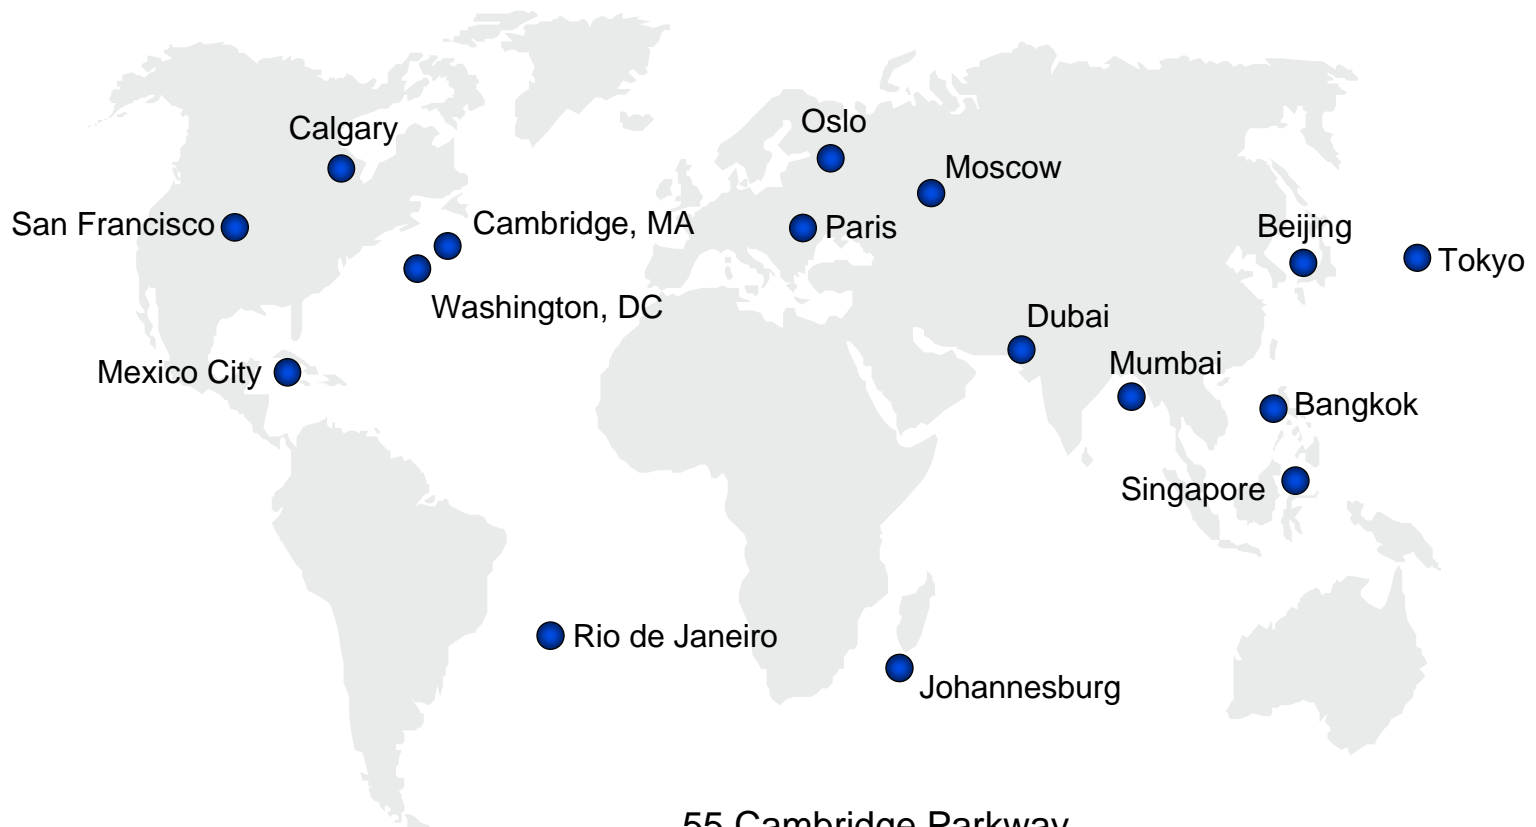 Oslo
Calgary
Moscow
San Francisco
Cambridge, MA
Paris
Beijing
Tokyo
Washington, DC
Dubai
Mumbai
Mexico City
Bangkok
Singapore
Rio de Janeiro
Johannesburg
55 Cambridge Parkway